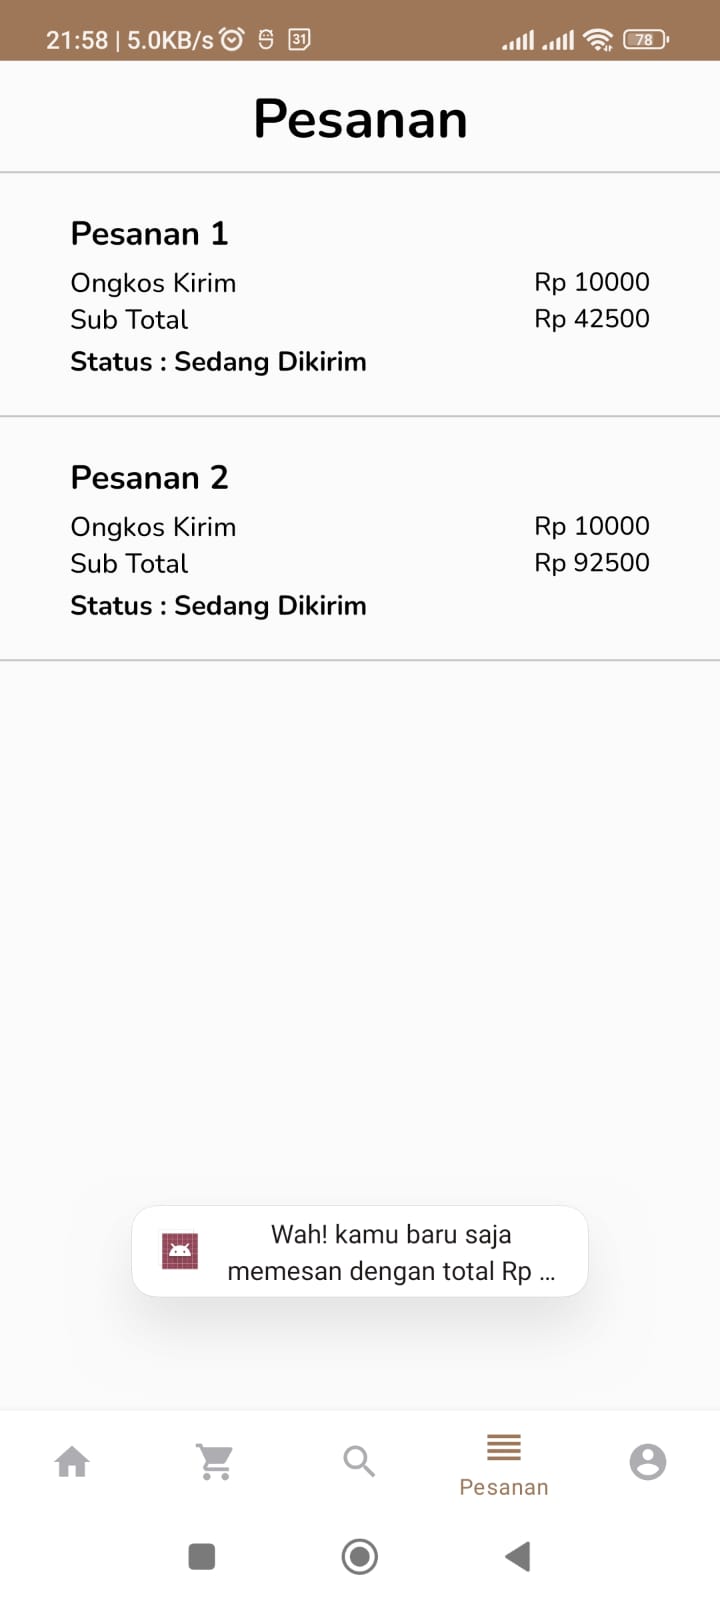 21:58 | 5.0KB/s 31 78
Pesanan
Pesanan 1
Ongkos Kirim Rp 10000
Sub Total Rp 42500
Status : Sedang Dikirim
Pesanan 2
Ongkos Kirim Rp 10000
Sub Total Rp 92500
Status : Sedang Dikirim
Wah! kamu baru saja
memesan dengan total Rp ...
Pesanan